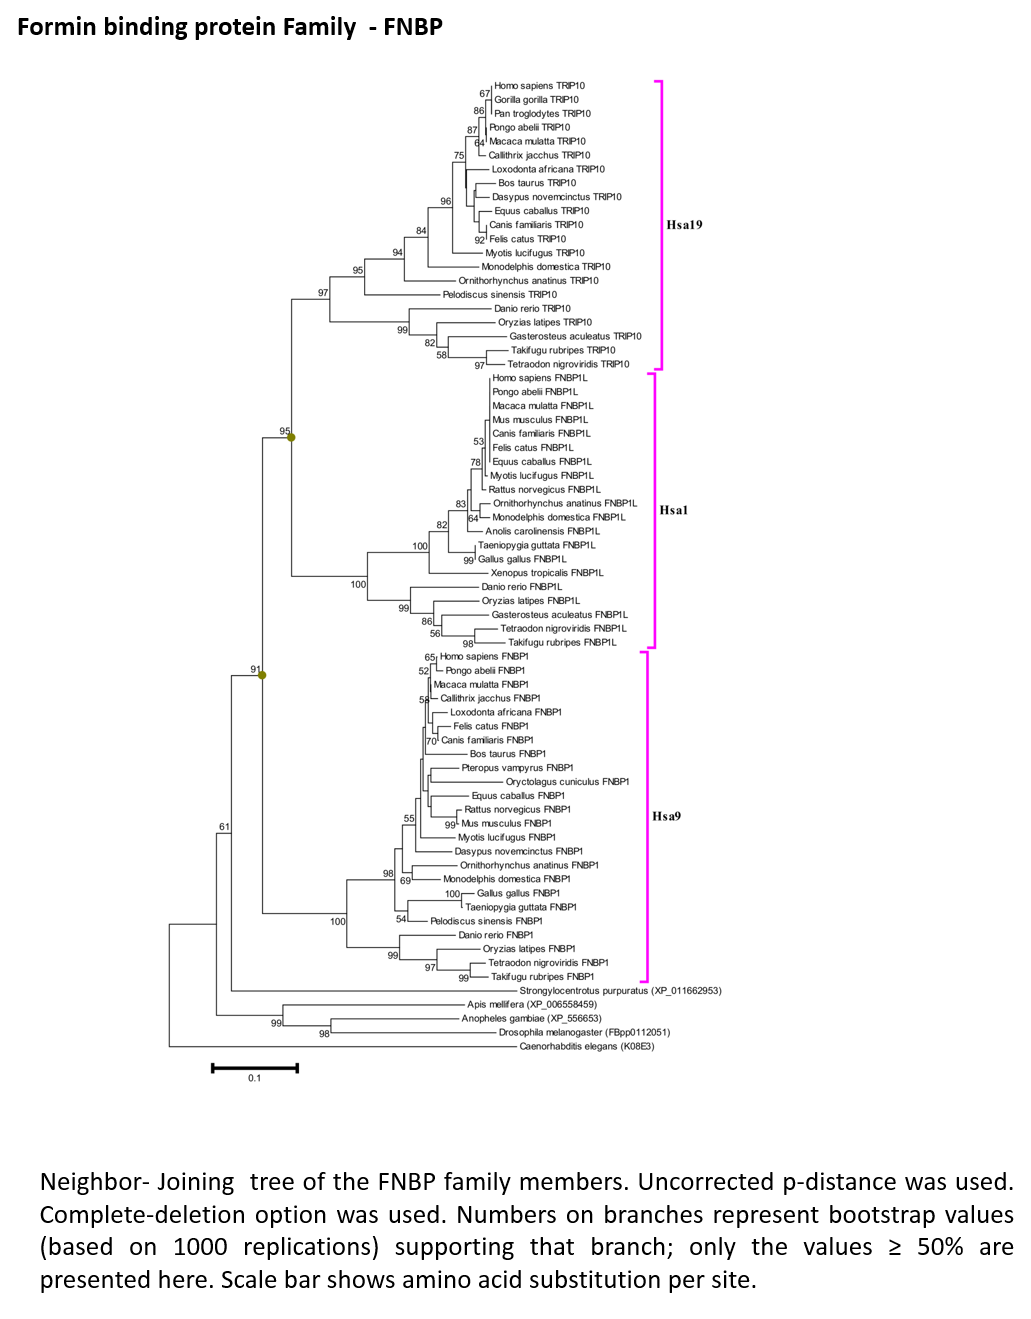 Formin binding protein Family - FNBP
Homo sapiens TRIP10
67
Gorilla gorilla TRIP10
Pan troglodytes TRIP10
86
Pongo abelii TRIP10
87
Macaca mulatta TRIP10
64
Callithrix jacchus TRIP10
75
Loxodonta africana TRIP10
Bos taurus TRIP10
Dasypus novemcinctus TRIP10
96
Equus caballus TRIP10
Canis familiaris TRIP10
Hsa19
84
Felis catus TRIP10
92
Myotis lucifugus TRIP10
94
Monodelphis domestica TRIP10
95
Ornithorhynchus anatinus TRIP10
97
Pelodiscus sinensis TRIP10
Danio rerio TRIP10
99
Oryzias latipes TRIP10
Gasterosteus aculeatus TRIP10
82
Takifugu rubripes TRIP10
58
Tetraodon nigroviridis TRIP10
97
Homo sapiens FNBP1L
Pongo abelii FNBP1L
Macaca mulatta FNBP1L
Mus musculus FNBP1L
Canis familiaris FNBP1L
95
53
Felis catus FNBP1L
Equus caballus FNBP1L
78
Myotis lucifugus FNBP1L
Rattus norvegicus FNBP1L
83
Ornithorhynchus anatinus FNBP1L
Hsa1
64
Monodelphis domestica FNBP1L
82
Anolis carolinensis FNBP1L
100
Taeniopygia guttata FNBP1L
99
Gallus gallus FNBP1L
Xenopus tropicalis FNBP1L
100
Danio rerio FNBP1L
Oryzias latipes FNBP1L
99
Gasterosteus aculeatus FNBP1L
86
Tetraodon nigroviridis FNBP1L
56
Takifugu rubripes FNBP1L
98
65
Homo sapiens FNBP1
91
52
Pongo abelii FNBP1
Macaca mulatta FNBP1
58
Callithrix jacchus FNBP1
Loxodonta africana FNBP1
Felis catus FNBP1
70
Canis familiaris FNBP1
Bos taurus FNBP1
Pteropus vampyrus FNBP1
Oryctolagus cuniculus FNBP1
Equus caballus FNBP1
Rattus norvegicus FNBP1
Hsa9
55
99
Mus musculus FNBP1
61
Myotis lucifugus FNBP1
Dasypus novemcinctus FNBP1
Ornithorhynchus anatinus FNBP1
98
69
Monodelphis domestica FNBP1
100
Gallus gallus FNBP1
Taeniopygia guttata FNBP1
100
54
Pelodiscus sinensis FNBP1
Danio rerio FNBP1
Oryzias latipes FNBP1
99
Tetraodon nigroviridis FNBP1
97
Takifugu rubripes FNBP1
99
Strongylocentrotus purpuratus (XP_011662953)
Apis mellifera (XP_006558459)
Anopheles gambiae (XP_556653)
99
Drosophila melanogaster (FBpp0112051)
98
Caenorhabditis elegans (K08E3)
0.1
Neighbor- Joining tree of the FNBP family members. Uncorrected p-distance was used.
Complete-deletion option was used. Numbers on branches represent bootstrap values
(based on 1000 replications) supporting that branch; only the values ≥ 50% are
presented here. Scale bar shows amino acid substitution per site.